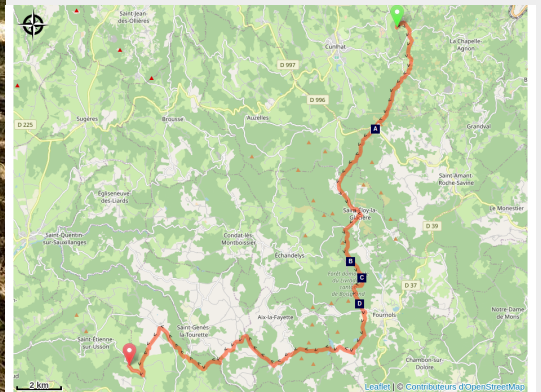 Saint-Jean-
des-Ollières
Cunlhat
La Chapelle
Agnon
D 997
D 996
D 225
Sugères
Brousse
Auzelles
A
Grandval
Saint-Amant
Roche-Savine
Égliseneuve
des-Liards
Le Monestier
Saint-Éloy-la-
Glacière
D 39
Saint-Quentin-
sur-Sauxillanges
Condat-lès-
Montboissier
Échandelys
B
C
D 37
D
Aix-la-Fayette
Fournols
Notre-Dame
de Mons
Saint-Genès-
la-Tourette
Saint-Étienne-
sur-Usson
Chambon-sur-
Dolore
2 km
Leaflet | © Contributeurs d'OpenStreetMap